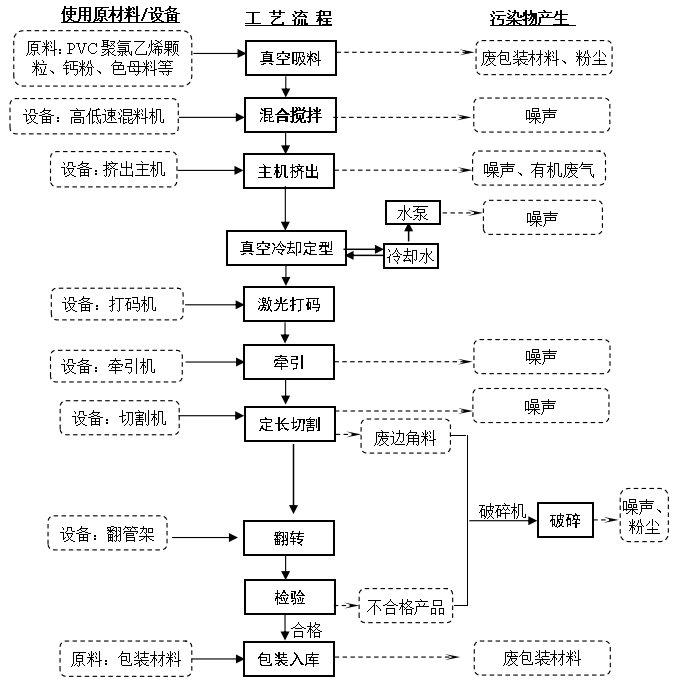 使用原材料/设备
工 艺 流 程
污染物产生
原料：PVC 聚氯乙烯颗
粒、钙粉、色母料等
真空吸料
废包装材料、粉尘
设备：高低速混料机
混合搅拌
噪声
设备：挤出主机
主机挤出
噪声、有机废气
水泵
噪声
真空冷却定型
冷却水
设备：打码机
激光打码
设备：牵引机
牵引
噪声
设备：切割机
定长切割
噪声
废边角料
破碎机
破碎
噪声、
粉尘
设备：翻管架
翻转
检验
不合格产品
合格
原料：包装材料
包装入库
废包装材料